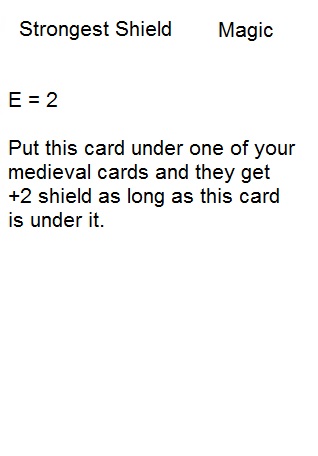 Strongest Shield Magic
E = 2
Put this card under one of your
medieval cards and they get
+2 shield as long as this card
is under it.